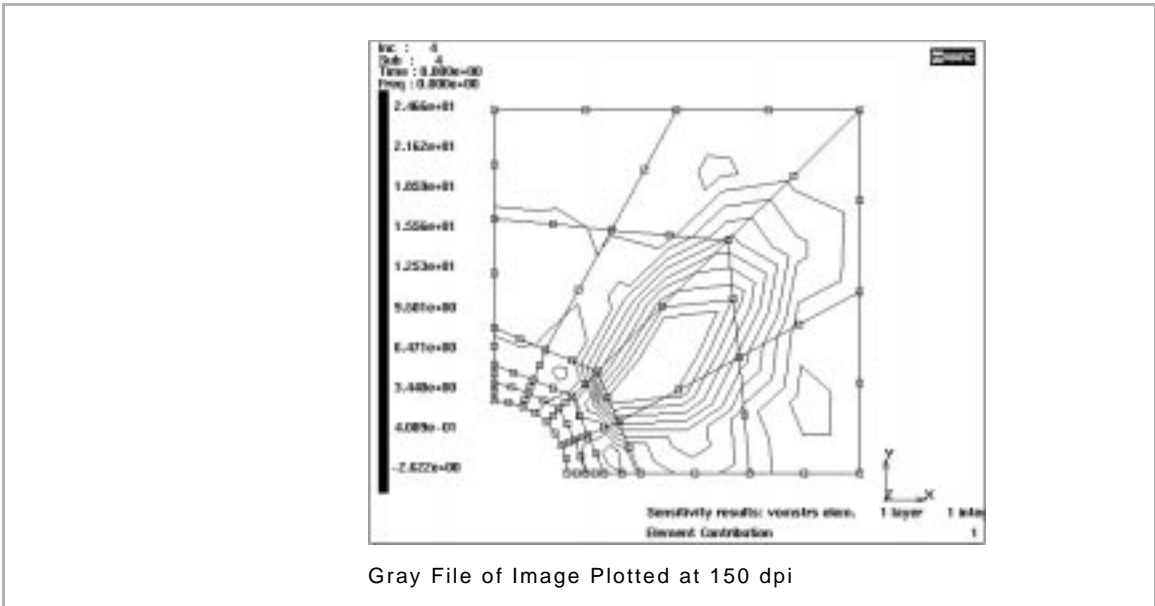 Inc : 4
Sub : 4
Time : 0.000e+00
Freq : 0.000e+00
MARC
2.466e+01
2.162e+01
1.859e+01
1.556e+01
1.253e+01
9.501e+00
6.471e+00
3.440e+00
4.089e-01
-2.622e+00
Y
Z X
Sensitivity results: vonmstrs elem. 1 layer 1
Element Contribution 1
Gray File of Image Plotted at 150 dpi